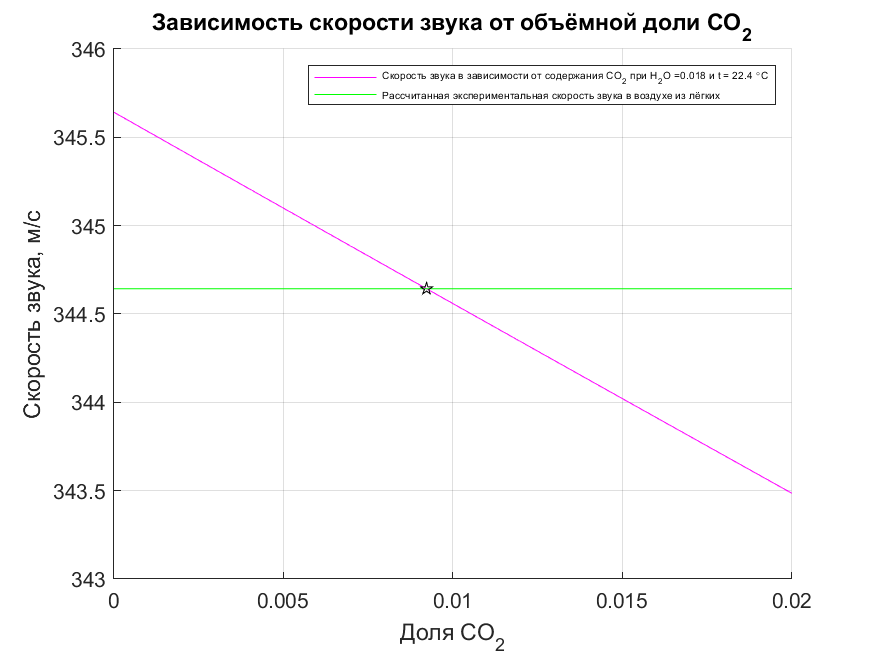 Зависимость скорости звука от объёмной доли CO2
346
Скорость звука в зависимости от содержания CO2 при H2O =0.018 и t = 22.4 °C
Рассчитанная экспериментальная скорость звука в воздухе из лёгких
345.5
345
344.5
344
343.5
343
Скорость звука, м/с
0 0.005 0.01 0.015 0.02
Доля CO2